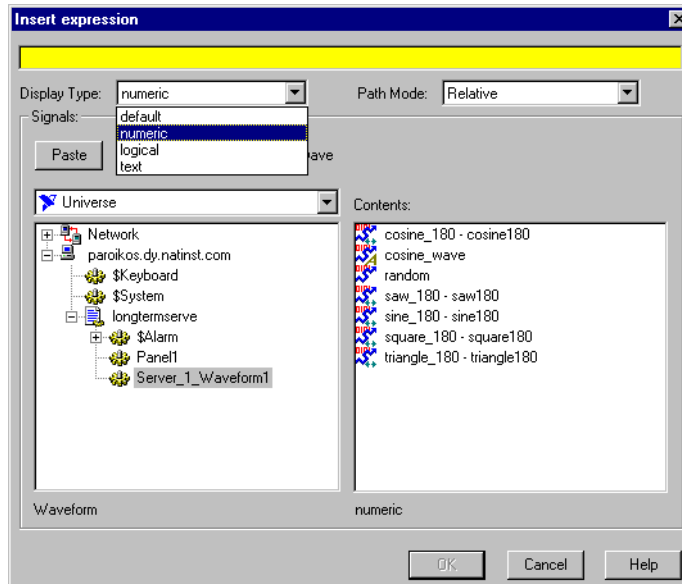 Insert expression
Display Type: numeric
Path Mode: Relative
default
numeric
logical
text
Signals:
Paste
Universe
Contents:
Network
paroikos.dy.natinst.com
$Keyboard
$System
longtermserve
$Alarm
Panel1
Server_1_Waveform1
cosine_180 - cosine180
cosine_wave
random
saw_180 - saw180
sine_180 - sine180
square_180 - square180
triangle_180 - triangle180
Waveform
numeric
OK
Cancel
Help